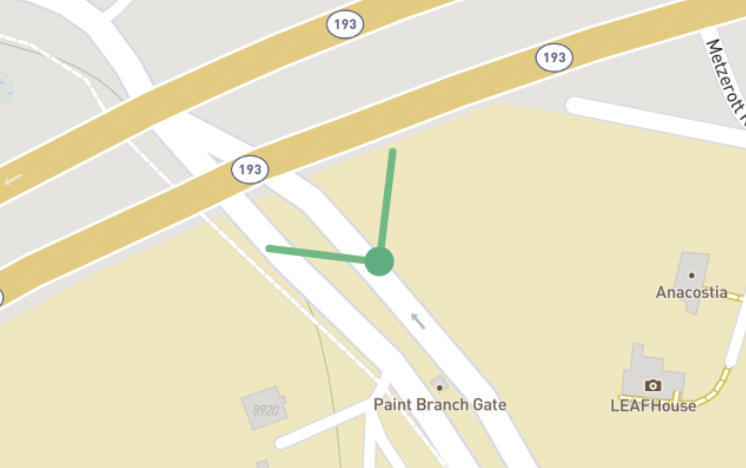 193
193
Metzerott R
193
Anacostia
LEAFHouse
Paint Branch Gate
8920